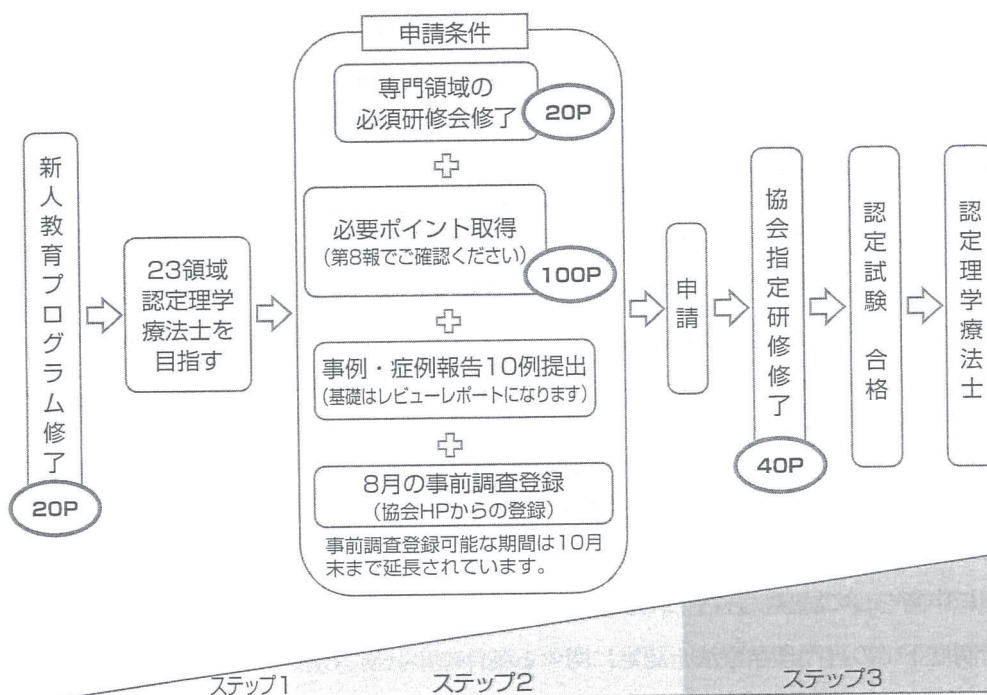 新人教育プログラム修了
20P
23領域
認定理学
療法士を
目指す
申請条件
専門領域の
必須研修会修了
20P
必要ポイント取得
(第8報でご確認ください)
100P
事例・症例報告10例提出
(基礎はレビューレポートになります)
8月の事前調査登録
(協会HPからの登録)
事前調査登録可能な期間は10月
末まで延長されています。
申請
協会指定研修修了
40P
認定試験 合格
認定理学療法士
ステップ1
ステップ2
ステップ3